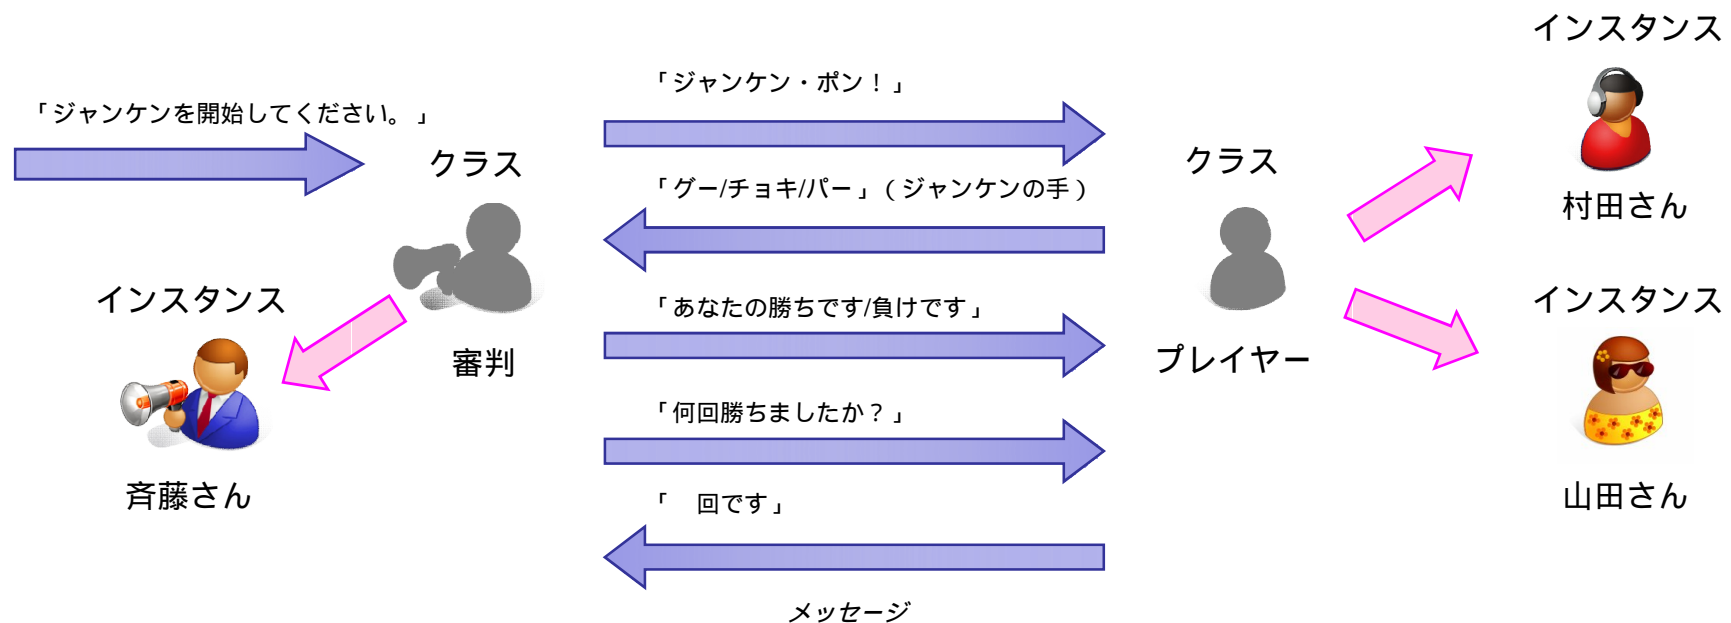 「ジャンケンを開始してください。」
クラス
審判
インスタンス
斉藤さん
「ジャンケン・ポン！」
「グー/チョキ/パー」（ジャンケンの手）
「あなたの勝ちです/負けです」
「何回勝ちましたか？」
「　回です」
メッセージ
クラス
プレイヤー
インスタンス
村田さん
インスタンス
山田さん